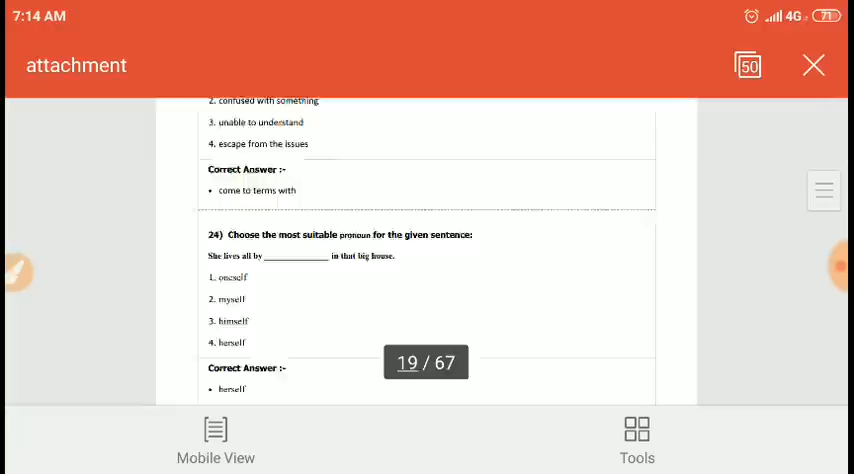 7:14 AM
4G
71
attachment
50
2. confused with something
3. unable to understand
4. escape from the issues
Correct Answer :-
• come to terms with
24) Choose the most suitable pronoun for the given sentence:
She lives all by ____________ in that big house.
1. oneself
2. myself
3. himself
4. herself
Correct Answer :-
19 / 67
• herself
Mobile View
Tools